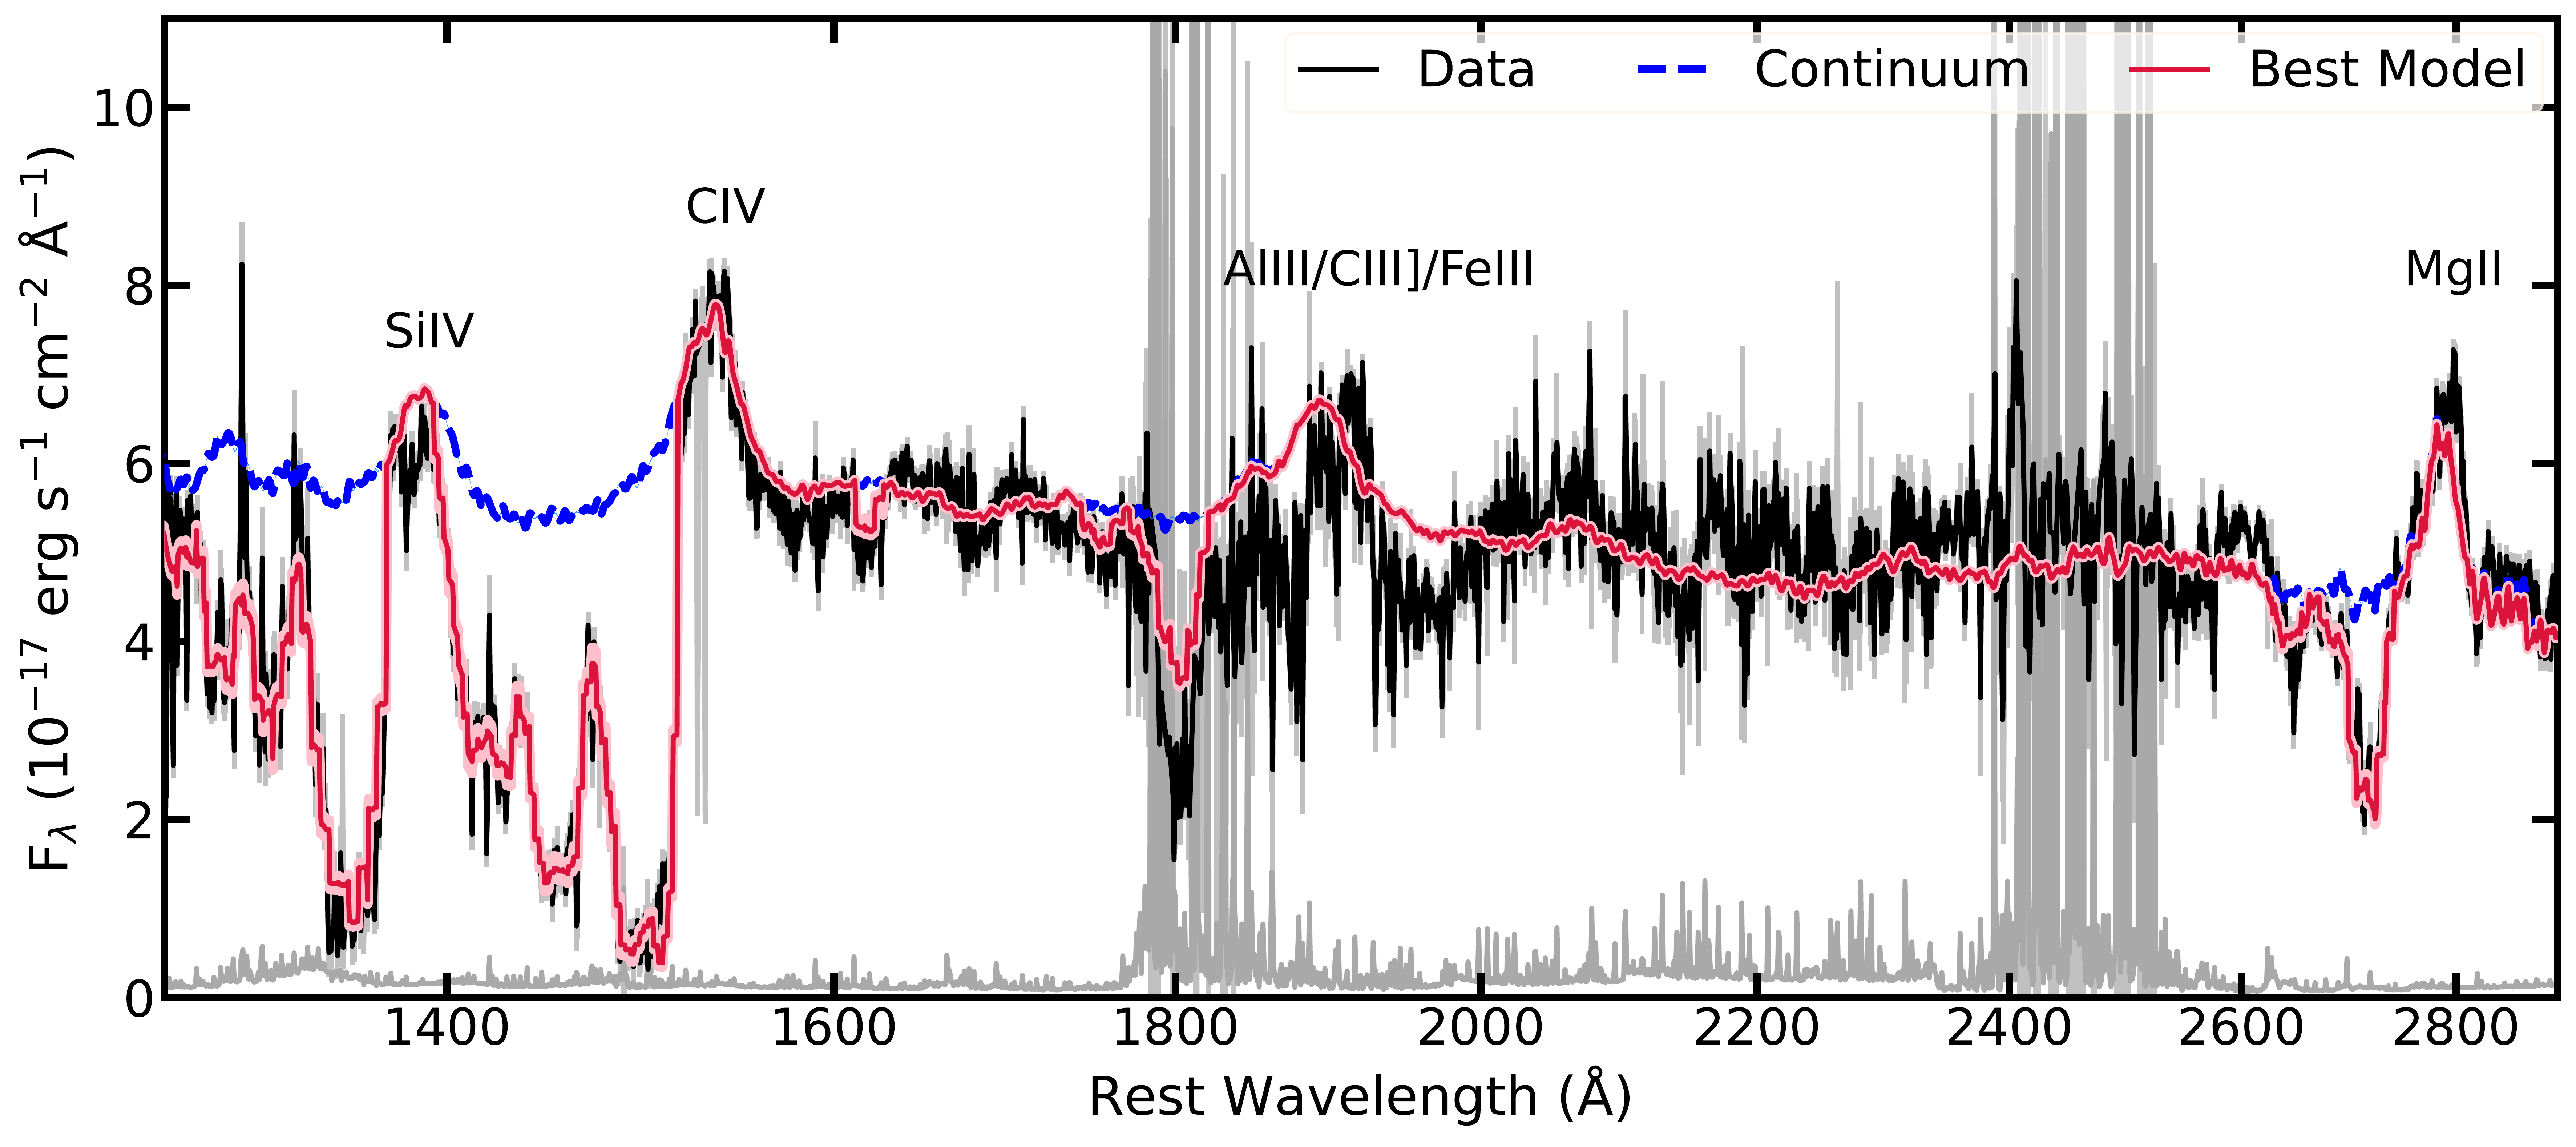 Data
Continuum
Best Model
10
8
6
4
2
0
SiIV
CIV
AlIII/CIII]/FeIII
MgII
F_λ (10⁻¹⁷ erg s⁻¹ cm⁻² Å⁻¹)
1400 1600 1800 2000 2200 2400 2600 2800
Rest Wavelength (Å)